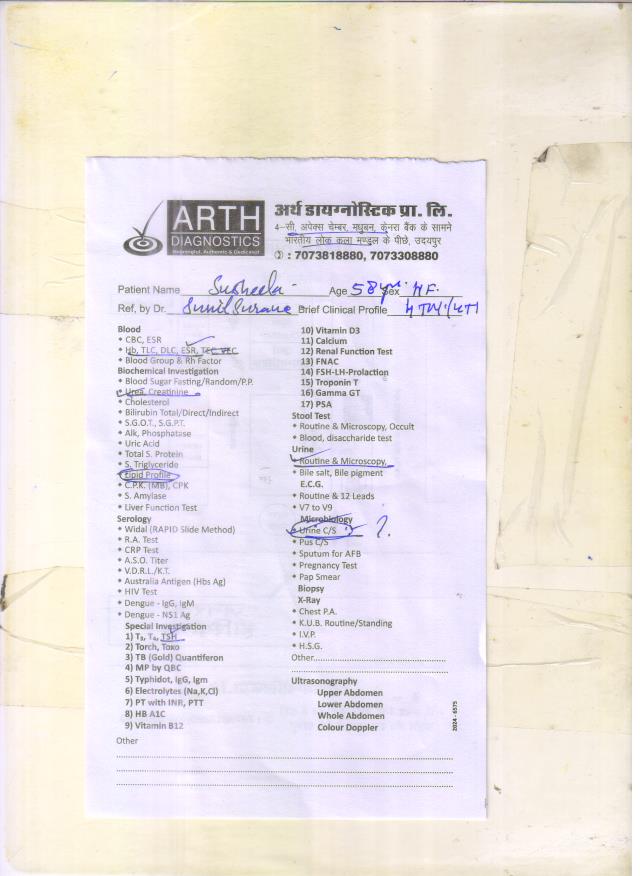 ARTH
DIAGNOSTICS
Meaningful, Authentic & Dedicated
अर्थ डायग्नोस्टिक प्रा. लि.
4–सी, अपेक्स चेम्बर, मधुबन, केनरा बैंक के सामने
भारतीय लोक कला मण्डल के पीछे, उदयपुर
: 7073818880, 7073308880
Patient Name Susheela Age 58 yr. Sex F.
Ref, by Dr. Sunil Surana Brief Clinical Profile HTN/UTI
Blood
CBC, ESR
Hb, TLC, DLC, ESR, TEC
Blood Group & Rh Factor
Biochemical Investigation
Blood Sugar Fasting/Random/P.P.
Urea, Creatinine
Cholesterol
Bilirubin Total/Direct/Indirect
S.G.O.T., S.G.P.T.
Alk, Phosphatase
Uric Acid
Total S. Protein
S. Triglyceride
Lipid Profile
C.P.K. (MB), CPK
S. Amylase
Liver Function Test
Serology
Widal (RAPID Slide Method)
R.A. Test
CRP Test
A.S.O. Titer
V.D.R.L./K.T.
Australia Antigen (Hbs Ag)
HIV Test
Dengue - IgG, IgM
Dengue - NS1 Ag
Special Investigation
1) T₃, T₄, TSH
2) Torch, Toxo
3) TB (Gold) Quantiferon
4) MP by QBC
5) Typhidot, IgG, Igm
6) Electrolytes (Na,K,Cl)
7) PT with INR, PTT
8) HB A1C
9) Vitamin B12
10) Vitamin D3
11) Calcium
12) Renal Function Test
13) FNAC
14) FSH-LH-Prolaction
15) Troponin T
16) Gamma GT
17) PSA
Stool Test
Routine & Microscopy, Occult
Blood, disaccharide test
Urine
Routine & Microscopy,
Bile salt, Bile pigment
E.C.G.
Routine & 12 Leads
V7 to V9
Microbiology
Urine C/S ?
Pus C/S
Sputum for AFB
Pregnancy Test
Pap Smear
Biopsy
X-Ray
Chest P.A.
K.U.B. Routine/Standing
I.V.P.
H.S.G.
Other
Ultrasonography
Upper Abdomen
Lower Abdomen
Whole Abdomen
Colour Doppler
2024 - 6575
Other